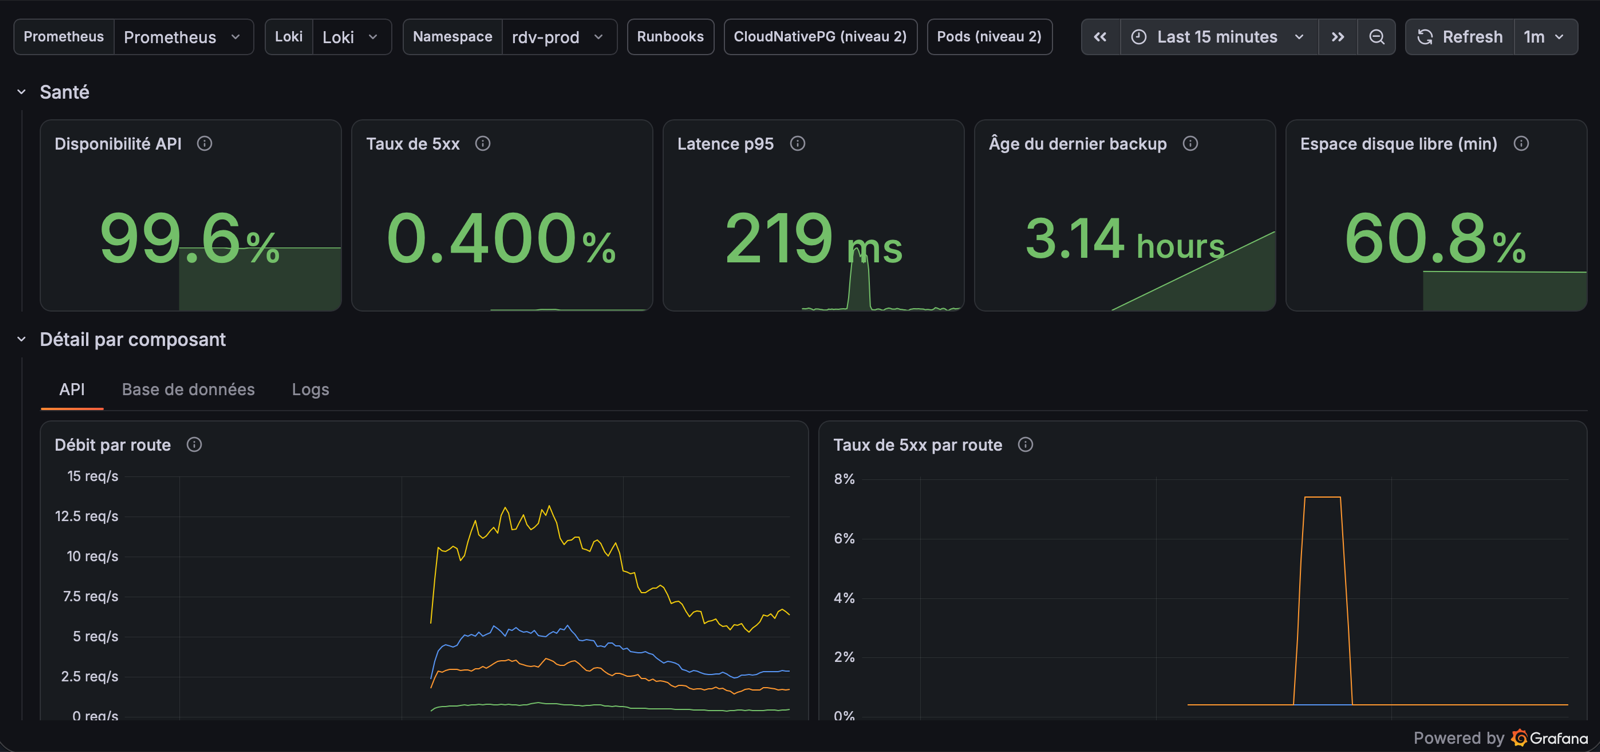 Prometheus Prometheus Loki Loki Namespace rdv-prod Runbooks CloudNativePG (niveau 2) Pods (niveau 2) Last 15 minutes Refresh 1m
Santé
Disponibilité API Taux de 5xx Latence p95 Âge du dernier backup Espace disque libre (min)
99.6% 0.400% 219 ms 3.14 hours 60.8%
Détail par composant
API Base de données Logs
Débit par route
15 req/s
12.5 req/s
10 req/s
7.5 req/s
5 req/s
2.5 req/s
0 req/s
Taux de 5xx par route
8%
6%
4%
2%
0%
Powered by Grafana